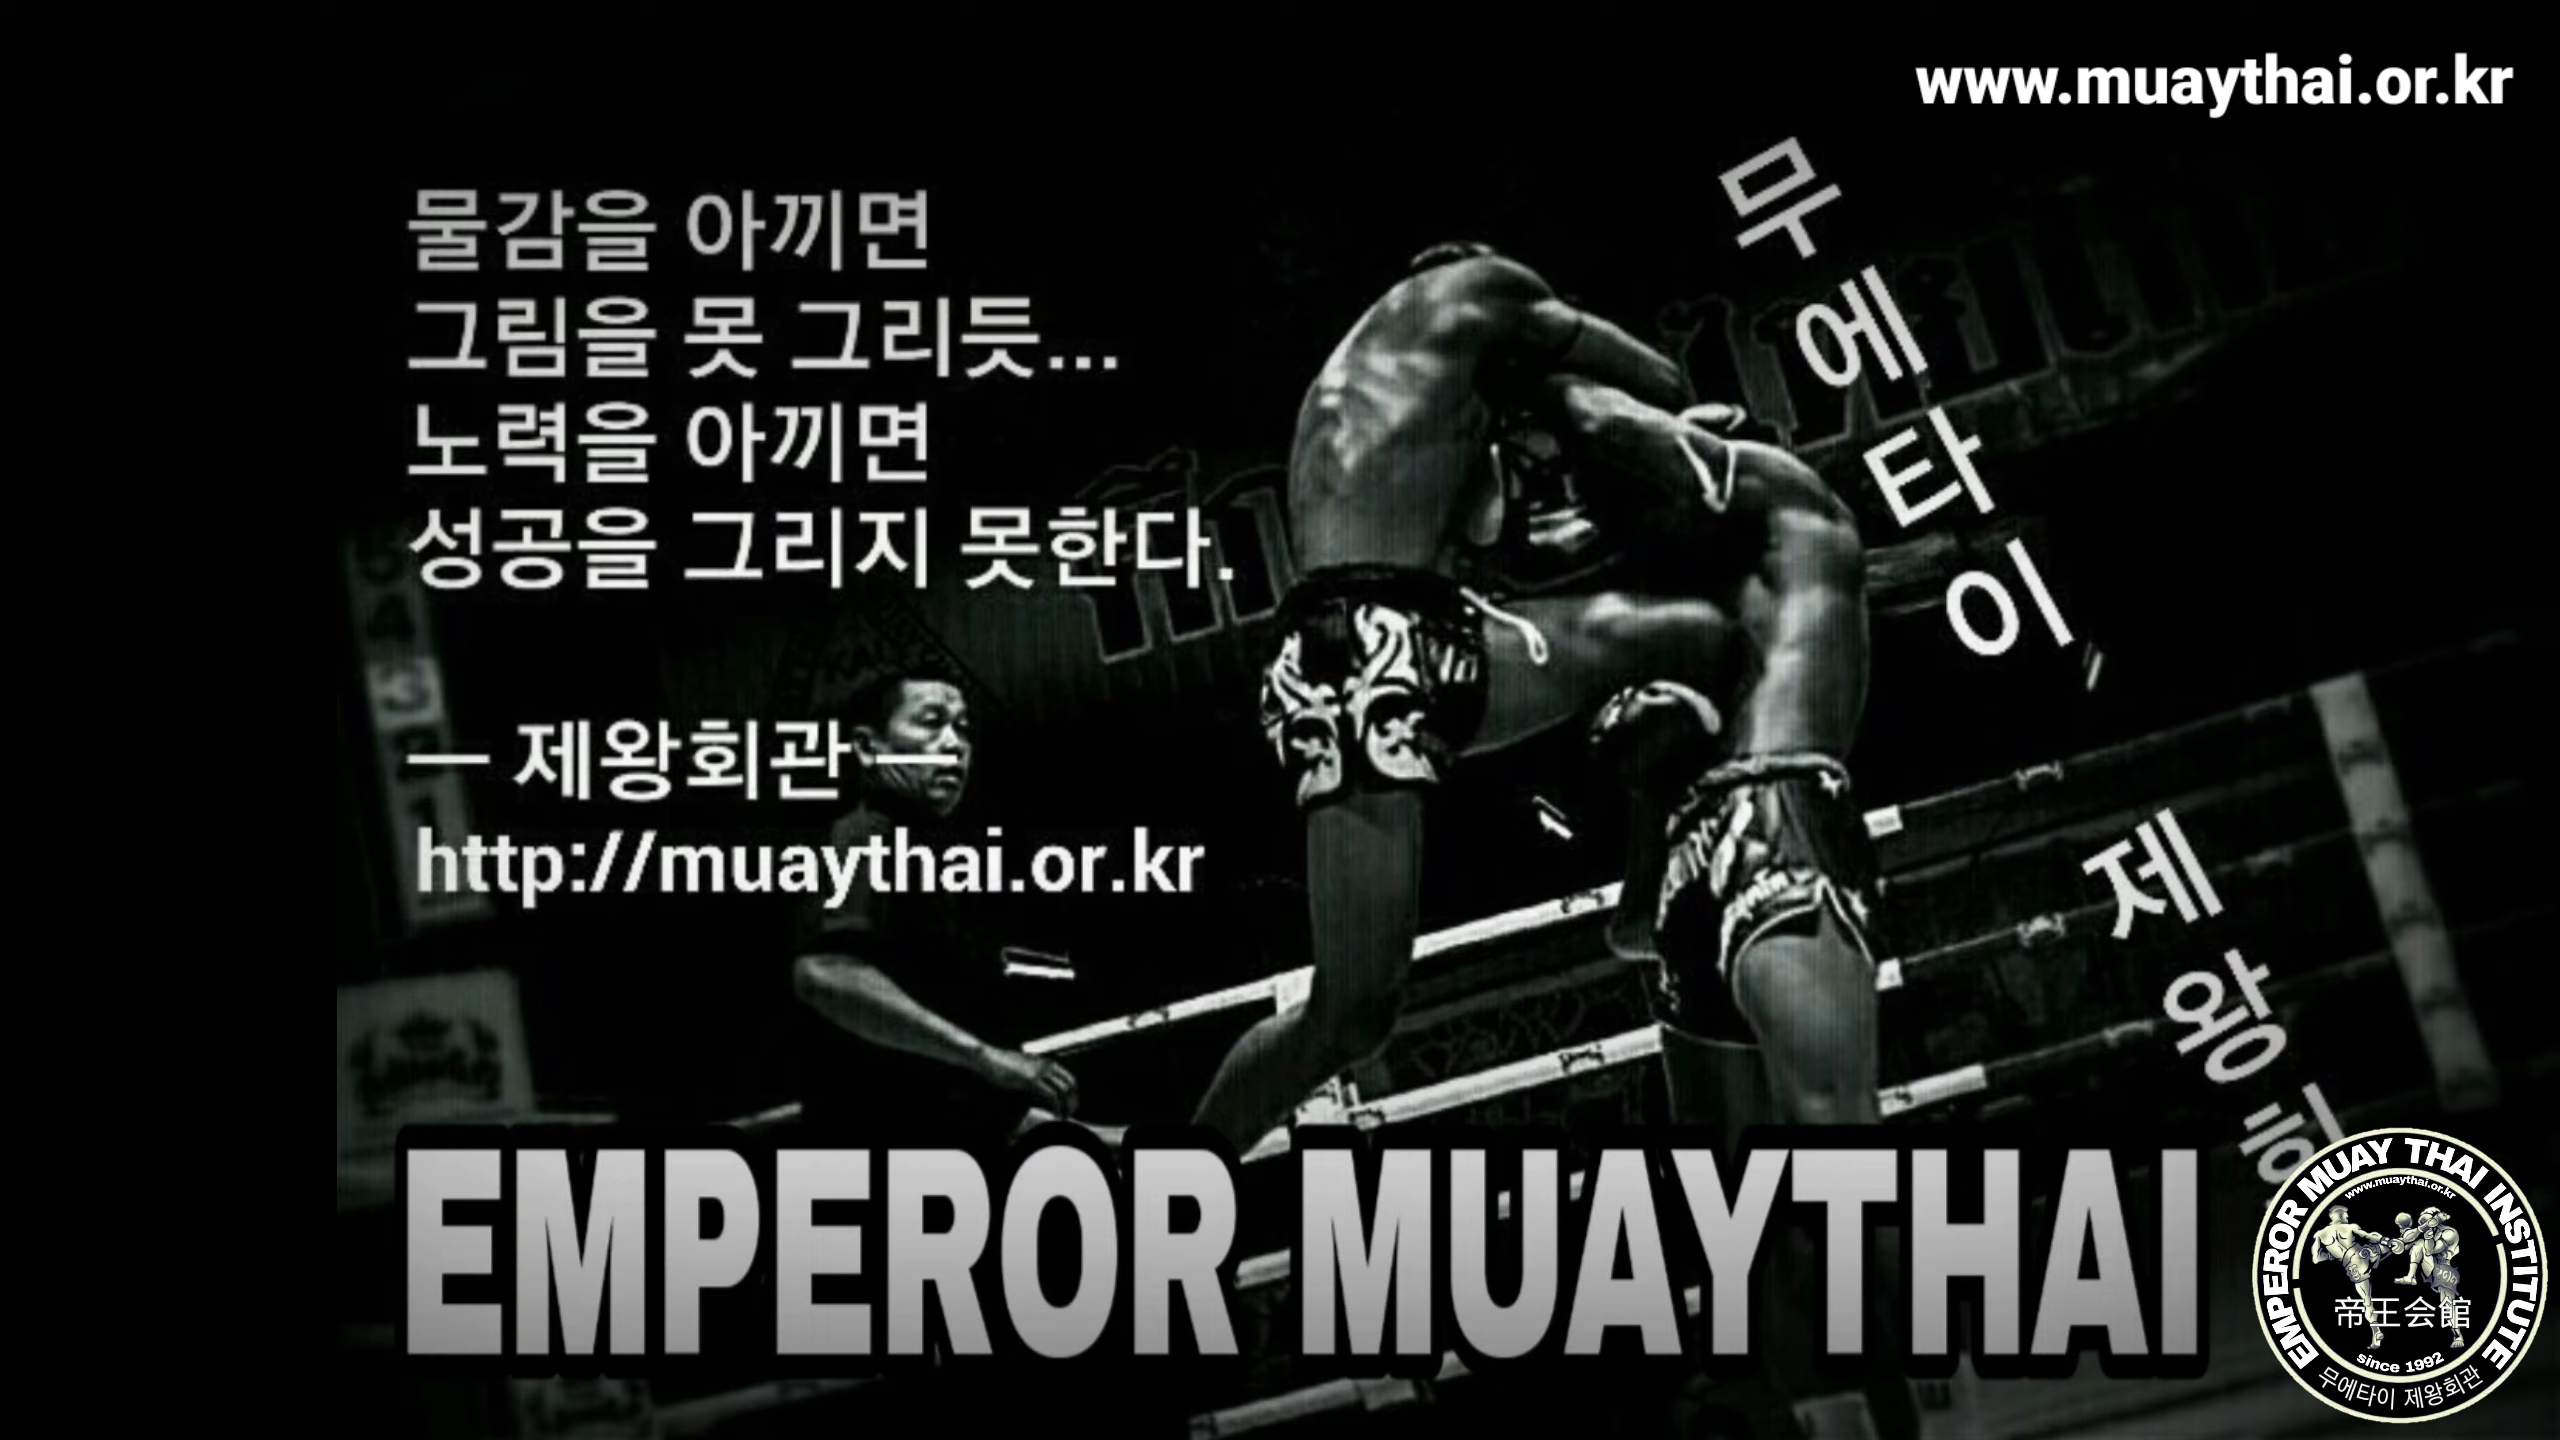 www.muaythai.or.kr
물감을 아끼면
그림을 못 그리듯...
노력을 아끼면
성공을 그리지 못한다.
— 제왕회관 —
http://muaythai.or.kr
무에타이
제왕회
EMPEROR MUAYTHAI
EMPEROR MUAY THAI INSTITUTE
www.muaythai.or.kr
帝王会館
since 1992
무에타이 제왕회관